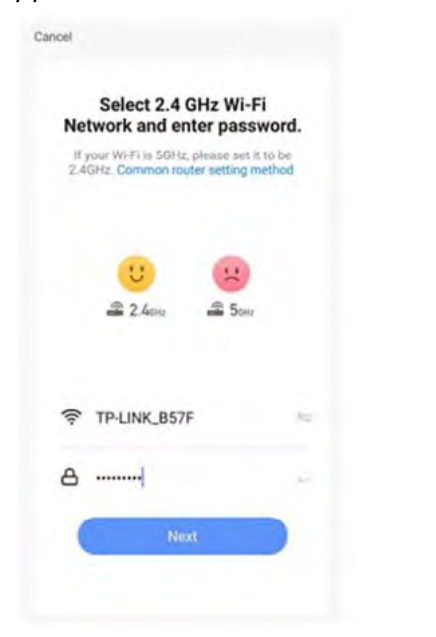 Cancel
Select 2.4 GHz Wi-Fi
Network and enter password.
If your Wi-Fi is 5GHz, please set it to be
2.4GHz. Common router setting method
2.4GHz 5GHz
TP-LINK_B57F
•••••••••
Next